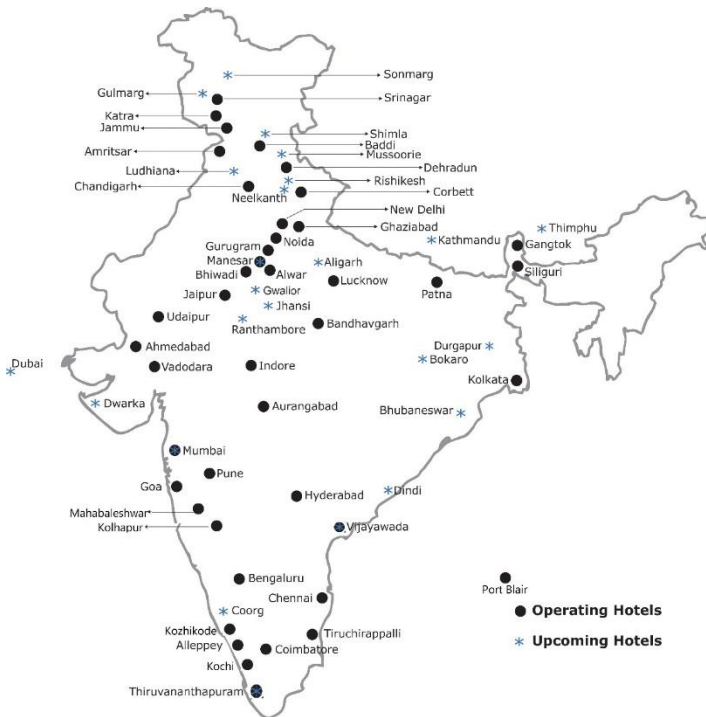 Sonmarg
Gulmarg
Srinagar
Katra
Jammu
Shimla
Baddi
Amritsar
Mussoorie
Dehradun
Ludhiana
Rishikesh
Chandigarh
Neelkanth
Corbett
New Delhi
Ghaziabad
Thimphu
Noida
Kathmandu
Gangtok
Gurugram
Manesar
Aligarh
Siliguri
Bhiwadi
Alwar
Lucknow
Patna
Gwalior
Jaipur
Jhansi
Udaipur
Ranthambore
Bandhavgarh
Ahmedabad
Durgapur
Dubai
Vadodara
Indore
Bokaro
Kolkata
Dwarka
Aurangabad
Bhubaneswar
Mumbai
Pune
Goa
Hyderabad
Dindi
Mahabaleshwar
Kolhapur
Vijayawada
Bengaluru
Port Blair
Chennai
Coorg
Operating Hotels
Kozhikode
Tiruchirappalli
Upcoming Hotels
Alleppey
Coimbatore
Kochi
Thiruvananthapuram